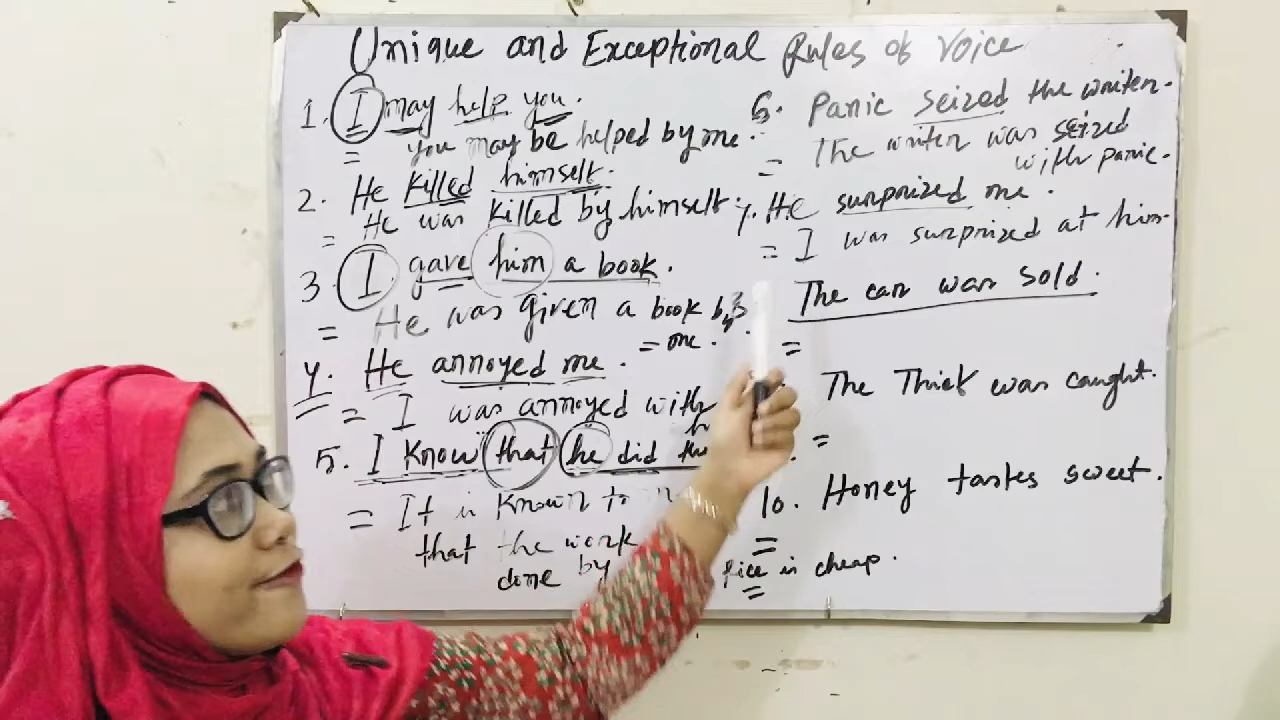 Unique and Exceptional Rules of Voice
1. I may help you.
= you may be helped by me.
2. He killed himself.
= He was killed by himself.
3 I gave him a book.
= He was given a book by
= me.
4. He annoyed me.
= I was annoyed with
5. I know that he did
= It is known to
that the work
done by
6. Panic seized the writer.
= The writer was seized
with panic.
7. He surprized me.
= I was surprized at him.
The car was sold.
=
The Thief was caught.
=
10. Honey tastes sweet.
=
is cheap.
=